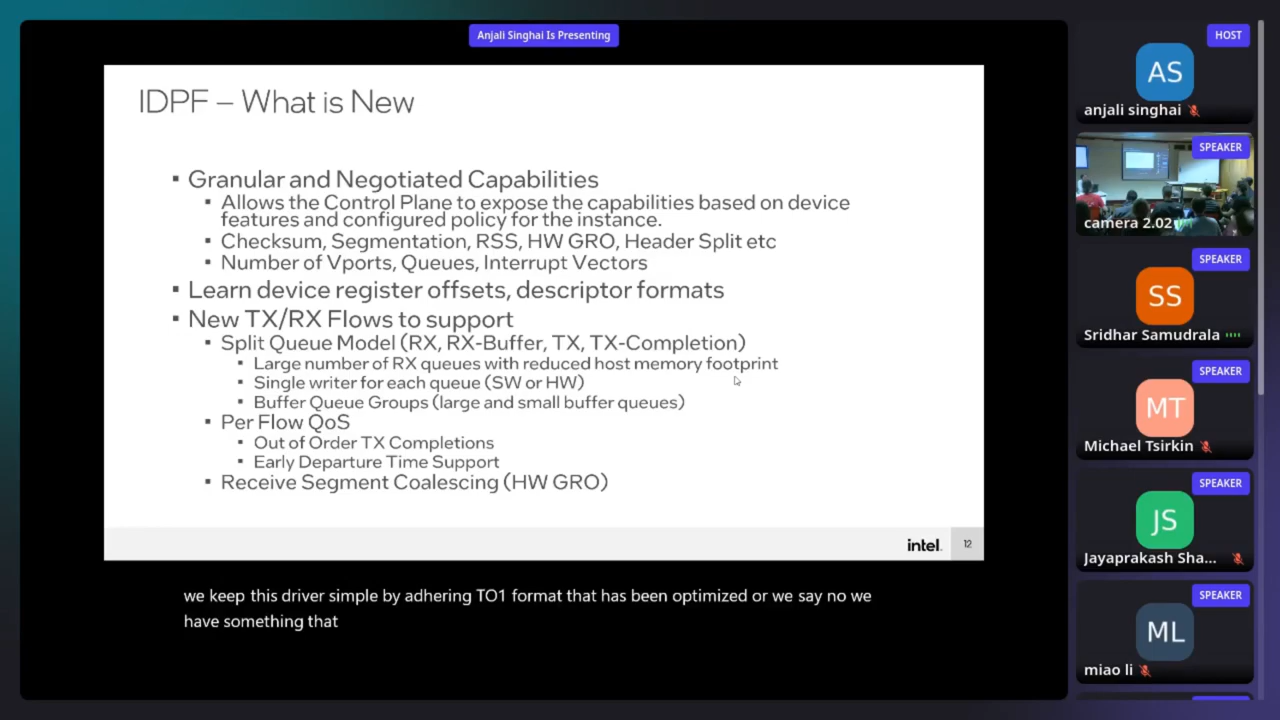 Anjali Singhai Is Presenting
IDPF – What is New
▪ Granular and Negotiated Capabilities
▪ Allows the Control Plane to expose the capabilities based on device
features and configured policy for the instance.
▪ Checksum, Segmentation, RSS, HW GRO, Header Split etc
▪ Number of Vports, Queues, Interrupt Vectors
▪ Learn device register offsets, descriptor formats
▪ New TX/RX Flows to support
▪ Split Queue Model (RX, RX-Buffer, TX, TX-Completion)
▪ Large number of RX queues with reduced host memory footprint
▪ Single writer for each queue (SW or HW)
▪ Buffer Queue Groups (large and small buffer queues)
▪ Per Flow QoS
▪ Out of Order TX Completions
▪ Early Departure Time Support
▪ Receive Segment Coalescing (HW GRO)
intel.
12
we keep this driver simple by adhering TO1 format that has been optimized or we say no we
have something that
HOST
AS
anjali singhai
SPEAKER
camera 2.02
SPEAKER
SS
Sridhar Samudrala
SPEAKER
MT
Michael Tsirkin
SPEAKER
JS
Jayaprakash Sha...
SPEAKER
ML
miao li